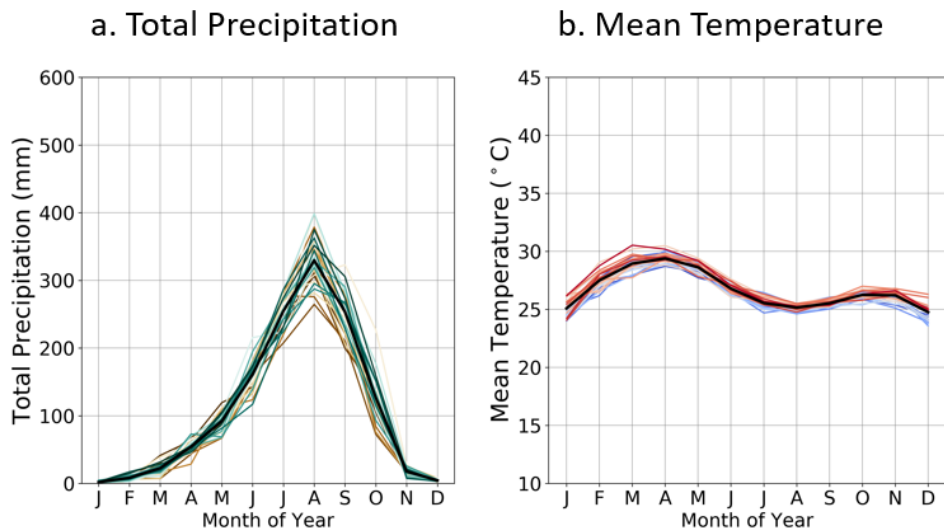 a. Total Precipitation
600
500
400
300
200
100
0
Total Precipitation (mm)
J F M A M J J A S O N D
Month of Year
b. Mean Temperature
45
40
35
30
25
20
15
10
Mean Temperature (°C)
J F M A M J J A S O N D
Month of Year